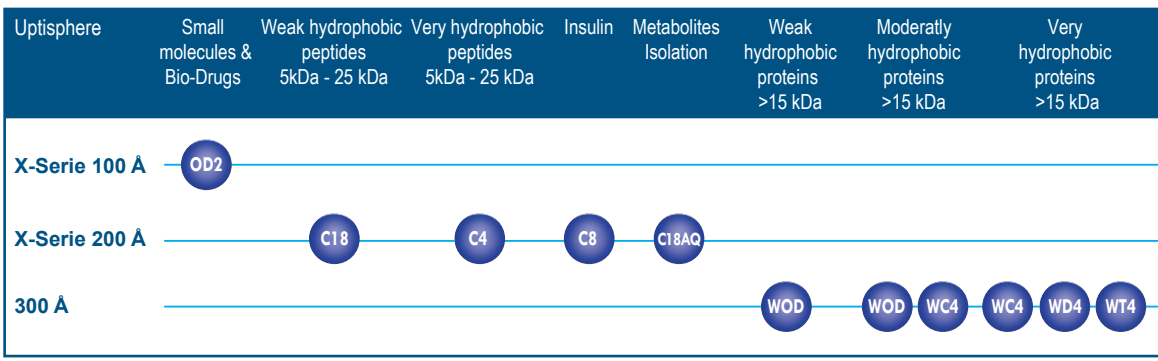 Uptisphere
Small
molecules &
Bio-Drugs
Weak hydrophobic
peptides
5kDa - 25 kDa
Very hydrophobic
peptides
5kDa - 25 kDa
Insulin
Metabolites
Isolation
Weak
hydrophobic
proteins
>15 kDa
Moderatly
hydrophobic
proteins
>15 kDa
Very
hydrophobic
proteins
>15 kDa
X-Serie 100 Å
OD2
X-Serie 200 Å
C18
C4
C8
C18AQ
300 Å
WOD
WOD
WC4
WC4
WD4
WT4